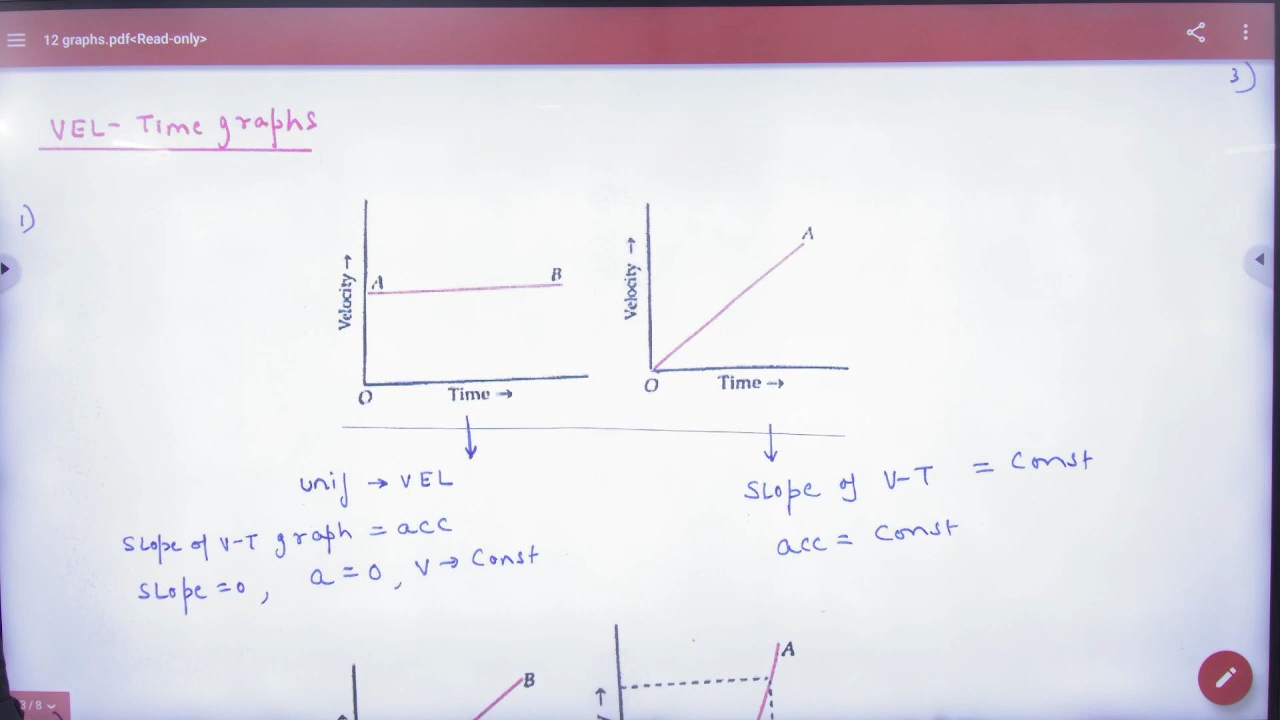 12 graphs.pdf<Read-only>
3)
VEL- Time graphs
1)
Velocity →
A
B
O
Time →
Velocity →
A
O
Time →
unif → VEL
Slope of V-T graph = acc
Slope = 0, a = 0, V → Const
Slope of V-T = Const
acc = Const
B
A
3 / 8